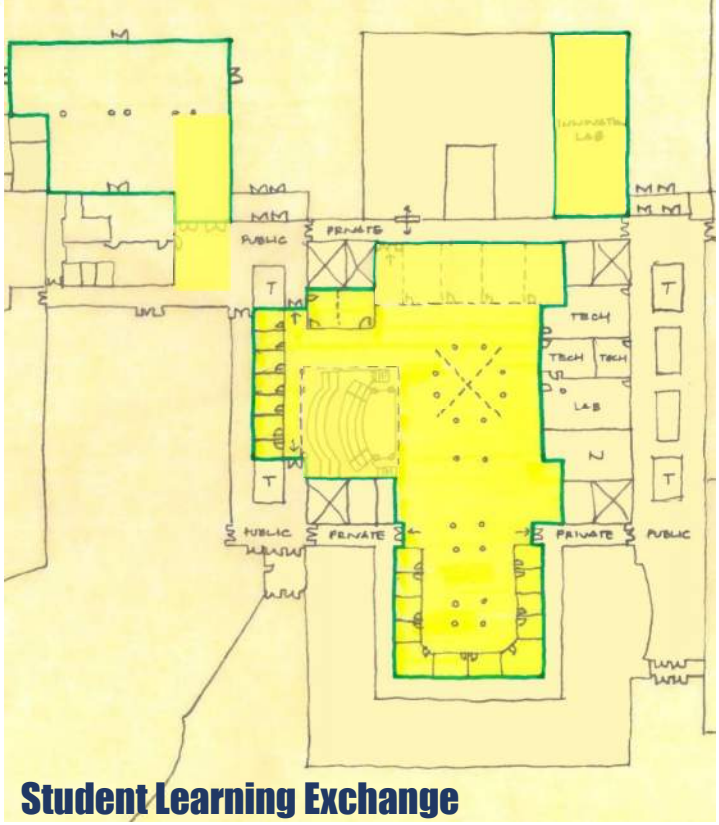 INNOVATION
LAB
PUBLIC
PRIVATE
T
T
TECH
TECH
TECH
LAB
N
T
T
PUBLIC
PRIVATE
PRIVATE
PUBLIC
Student Learning Exchange